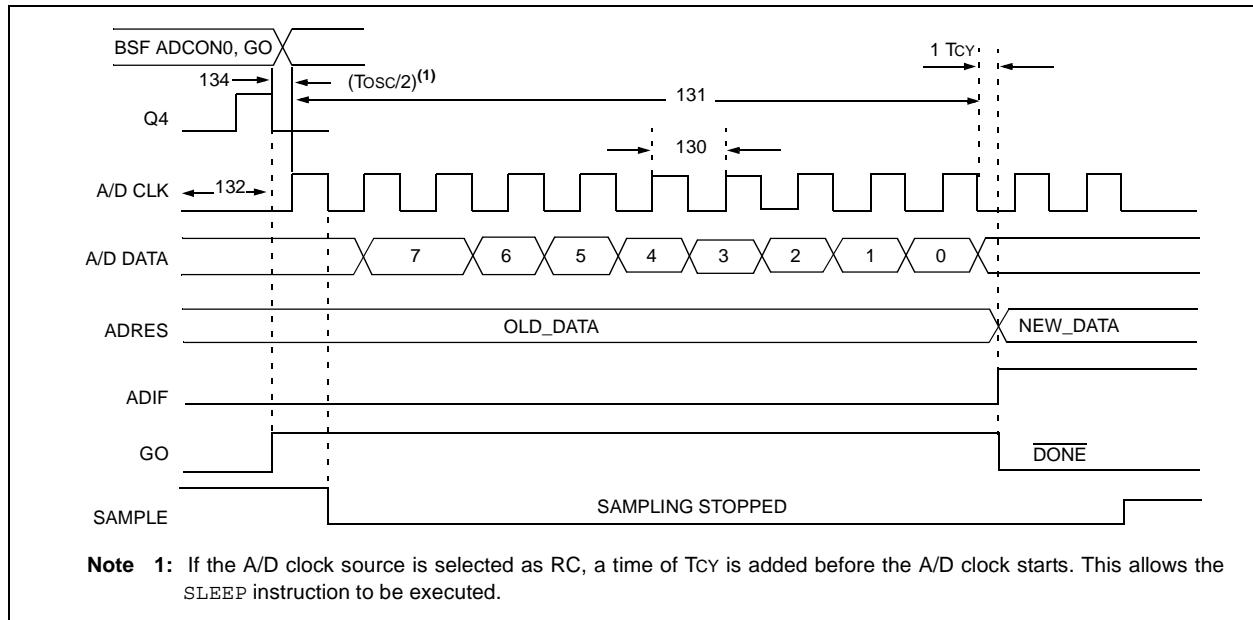 BSF ADCON0, GO
1 TCY
134
(TOSC/2)(1)
131
Q4
130
A/D CLK
132
A/D DATA
7 6 5 4 3 2 1 0
ADRES
OLD_DATA
NEW_DATA
ADIF
GO
DONE
SAMPLE
SAMPLING STOPPED
Note 1: If the A/D clock source is selected as RC, a time of TCY is added before the A/D clock starts. This allows the
SLEEP instruction to be executed.